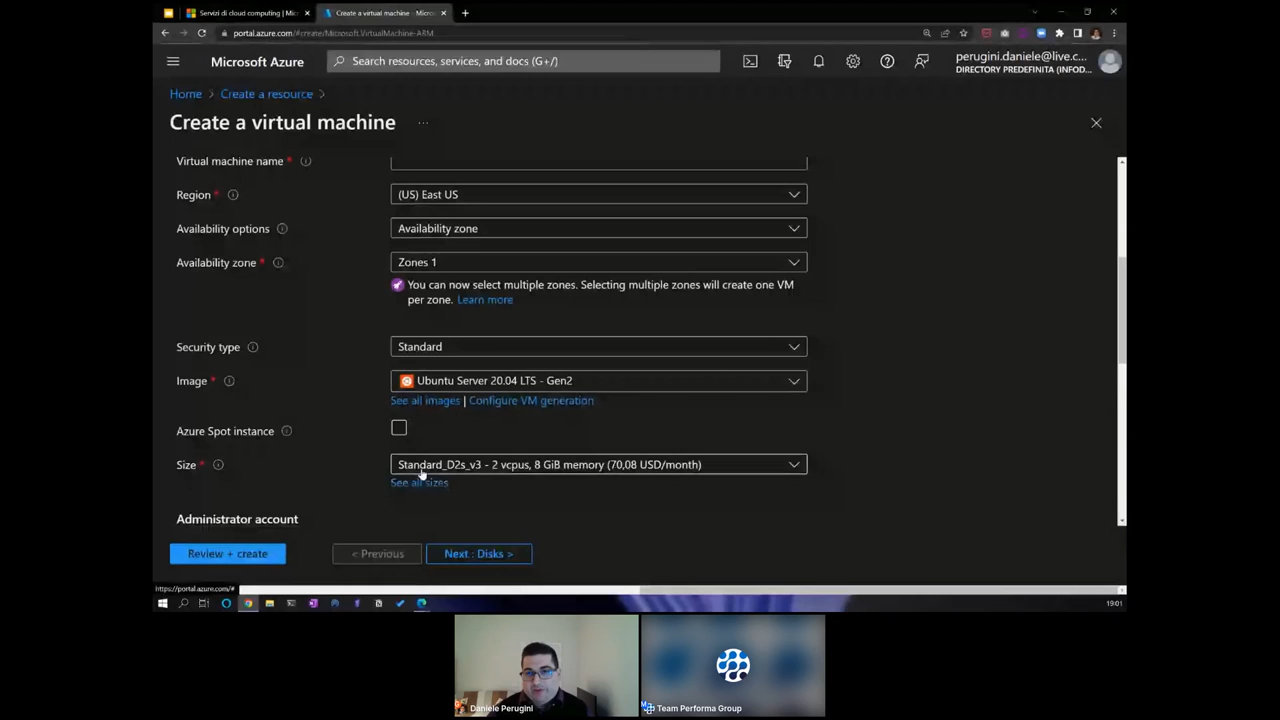 Servizi di cloud computing | Mic
Create a virtual machine - Micros
portal.azure.com/#create/Microsoft.VirtualMachine-ARM
Microsoft Azure
Search resources, services, and docs (G+/)
perugini.daniele@live.c...
DIRECTORY PREDEFINITA (INFOD...
Home > Create a resource >
Create a virtual machine ...
Virtual machine name *
Region *
(US) East US
Availability options
Availability zone
Availability zone *
Zones 1
You can now select multiple zones. Selecting multiple zones will create one VM
per zone. Learn more
Security type
Standard
Image *
Ubuntu Server 20.04 LTS - Gen2
See all images | Configure VM generation
Azure Spot instance
Size *
Standard_D2s_v3 - 2 vcpus, 8 GiB memory (70,08 USD/month)
See all sizes
Administrator account
Review + create
< Previous
Next : Disks >
https://portal.azure.com/#
19:01
Daniele Perugini
Team Performa Group